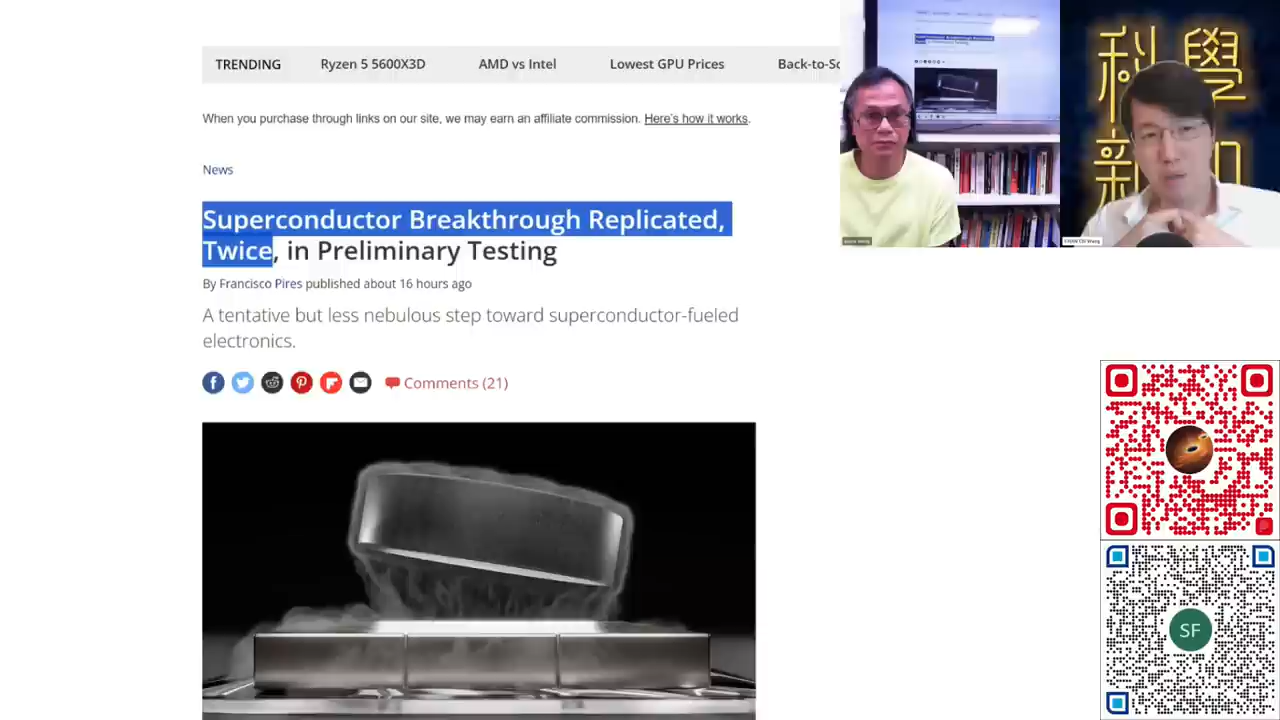 TRENDING Ryzen 5 5600X3D AMD vs Intel Lowest GPU Prices Back-to-Sc
When you purchase through links on our site, we may earn an affiliate commission. Here's how it works.
News
Superconductor Breakthrough Replicated,
Twice, in Preliminary Testing
By Francisco Pires published about 16 hours ago
A tentative but less nebulous step toward superconductor-fueled
electronics.
Comments (21)
科學
新知
SF